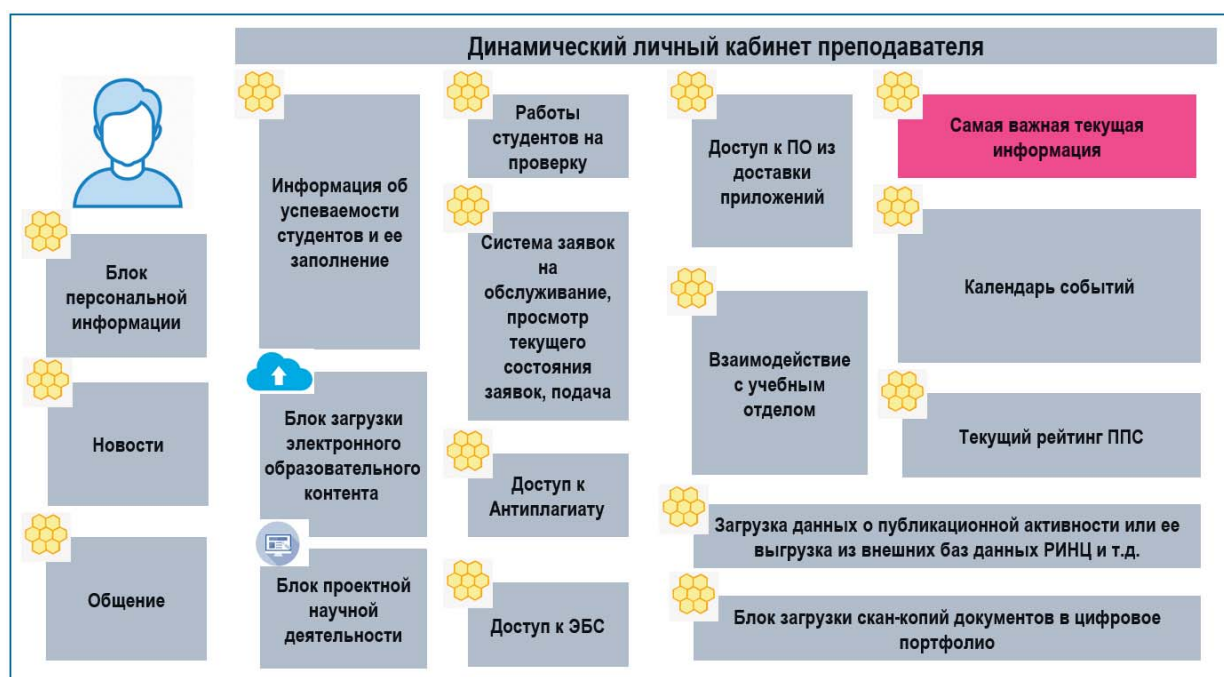 Динамический личный кабинет преподавателя
Блок
персональной
информации
Новости
Общение
Информация об
успеваемости
студентов и ее
заполнение
Блок загрузки
электронного
образовательного
контента
Блок проектной
научной
деятельности
Работы
студентов на
проверку
Система заявок
на
обслуживание,
просмотр
текущего
состояния
заявок, подача
Доступ к
Антиплагиату
Доступ к ЭБС
Доступ к ПО из
доставки
приложений
Взаимодействие
с учебным
отделом
Самая важная текущая
информация
Календарь событий
Текущий рейтинг ППС
Загрузка данных о публикационной активности или ее
выгрузка из внешних баз данных РИНЦ и т.д.
Блок загрузки скан-копий документов в цифровое
портфолио